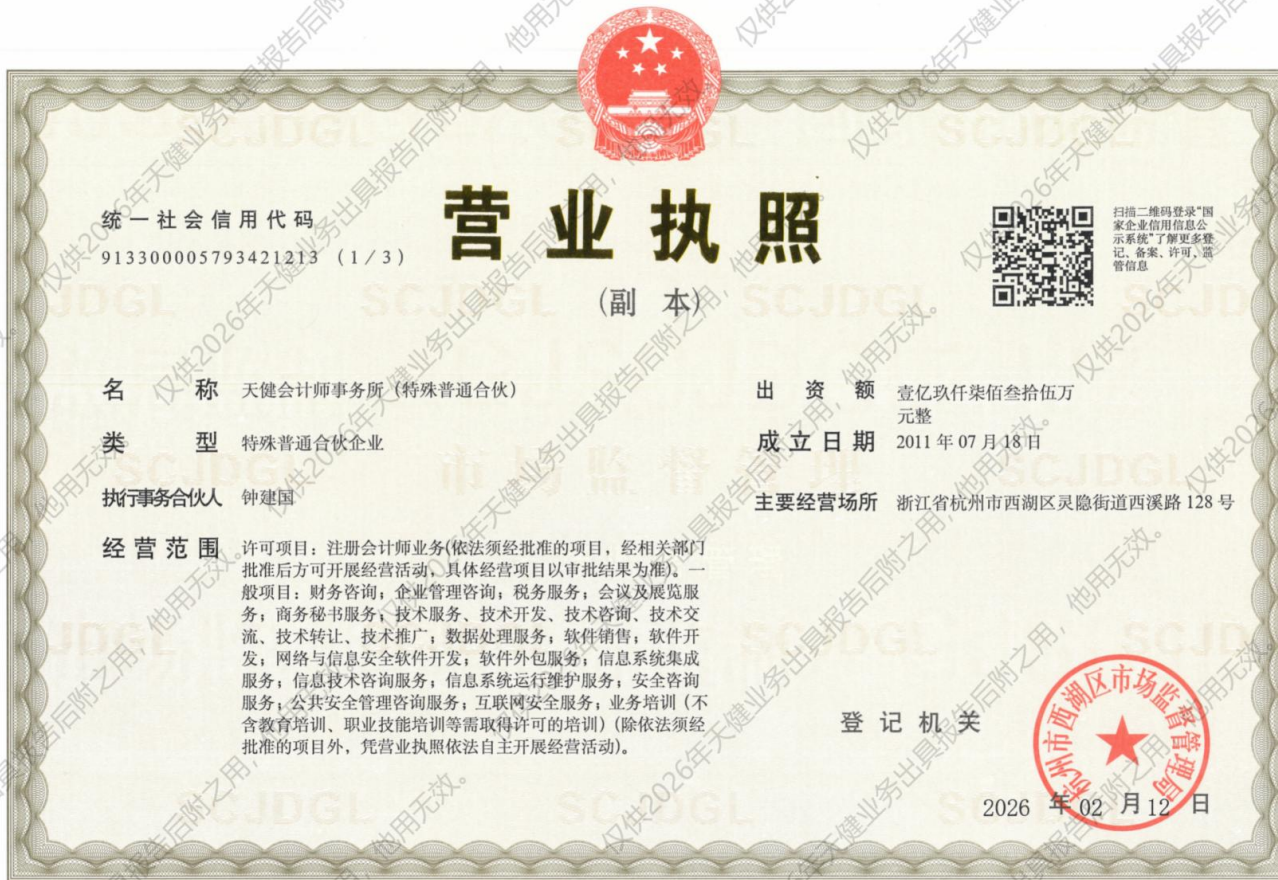 统一社会信用代码
913300005793421213 (1/3)
营业执照
(副 本)
扫描二维码登录“国
家企业信用信息公
示系统”了解更多登
记、备案、许可、监
管信息
名 称 天健会计师事务所（特殊普通合伙）
类 型 特殊普通合伙企业
执行事务合伙人 钟建国
经营范围 许可项目：注册会计师业务(依法须经批准的项目，经相关部门
批准后方可开展经营活动，具体经营项目以审批结果为准)。一
般项目：财务咨询；企业管理咨询；税务服务；会议及展览服
务；商务秘书服务；技术服务、技术开发、技术咨询、技术交
流、技术转让、技术推广；数据处理服务；软件销售；软件开
发；网络与信息安全软件开发；软件外包服务；信息系统集成
服务；信息技术咨询服务；信息系统运行维护服务；安全咨询
服务；公共安全管理咨询服务；互联网安全服务；业务培训（不
含教育培训、职业技能培训等需取得许可的培训）（除依法须经
批准的项目外，凭营业执照依法自主开展经营活动）。
出 资 额 壹亿玖仟柒佰叁拾伍万
元整
成立日期 2011 年 07 月 18 日
主要经营场所 浙江省杭州市西湖区灵隐街道西溪路 128 号
登记机关
杭州市西湖区市场监督管理局
2026 年 02 月 12 日
市场监督管理
SCJDGL
仅供2026年天健业务出具报告后附之用，他用无效。